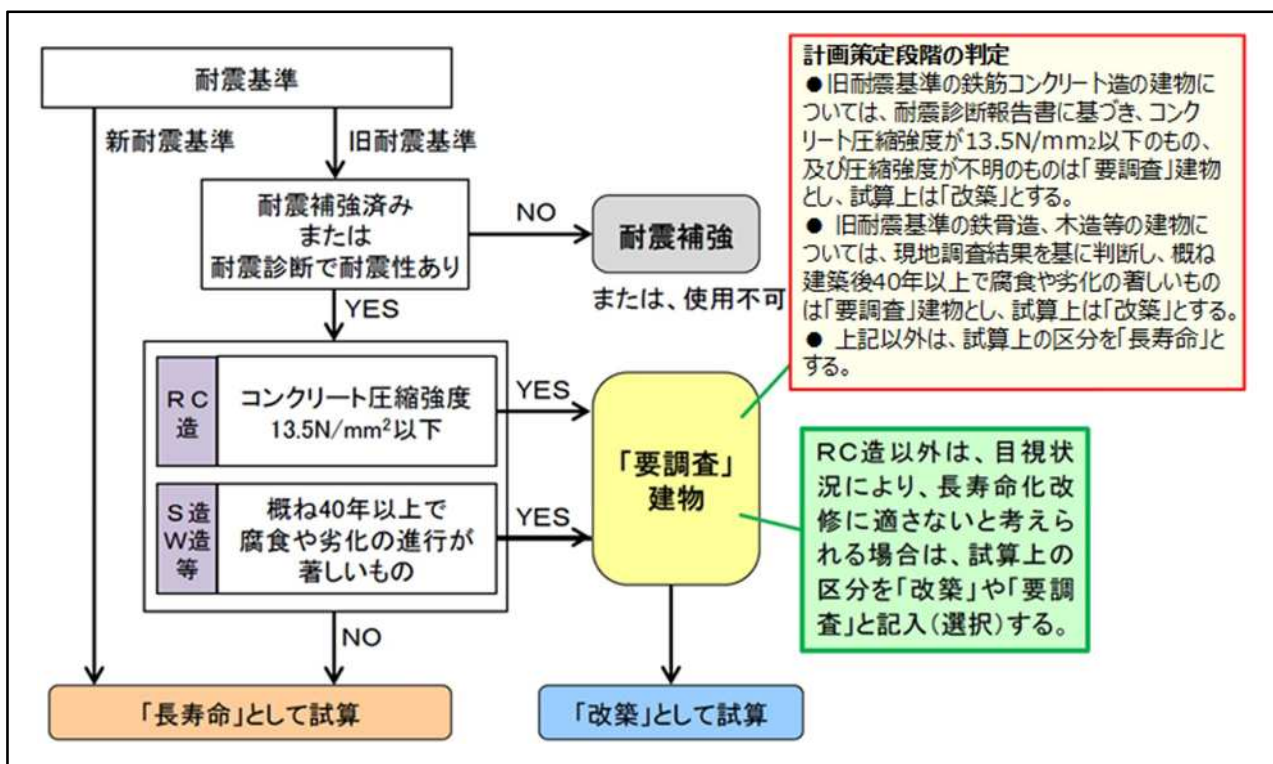 耐震基準
新耐震基準
旧耐震基準
耐震補強済み
または
耐震診断で耐震性あり
NO
耐震補強
または、使用不可
YES
RC
造
コンクリート圧縮強度
13.5N/mm²以下
YES
S造
W造
等
概ね40年以上で
腐食や劣化の進行が
著しいもの
YES
「要調査」
建物
NO
「長寿命」として試算
「改築」として試算
計画策定段階の判定
●旧耐震基準の鉄筋コンクリート造の建物に
ついては、耐震診断報告書に基づき、コンク
リート圧縮強度が13.5N/mm2以下のもの、
及び圧縮強度が不明のものは「要調査」建物
とし、試算上は「改築」とする。
● 旧耐震基準の鉄骨造、木造等の建物に
ついては、現地調査結果を基に判断し、概ね
建築後40年以上で腐食や劣化の著しいもの
は「要調査」建物とし、試算上は「改築」とする。
● 上記以外は、試算上の区分を「長寿命」と
する。
RC造以外は、目視状
況により、長寿命化改
修に適さないと考えら
れる場合は、試算上の
区分を「改築」や「要調
査」と記入(選択)する。